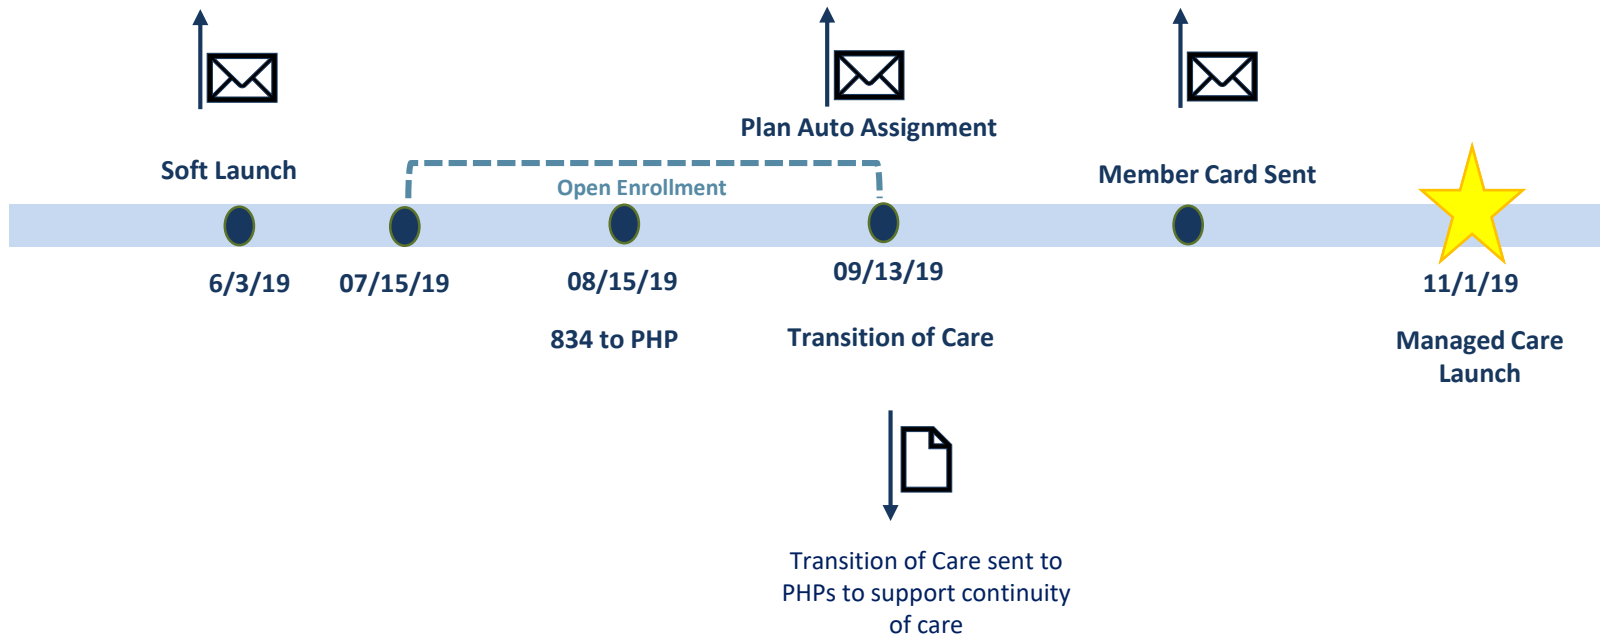 Plan Auto Assignment
Soft Launch
Open Enrollment
Member Card Sent
6/3/19
07/15/19
08/15/19
09/13/19
11/1/19
834 to PHP
Transition of Care
Managed Care
Launch
Transition of Care sent to
PHPs to support continuity
of care